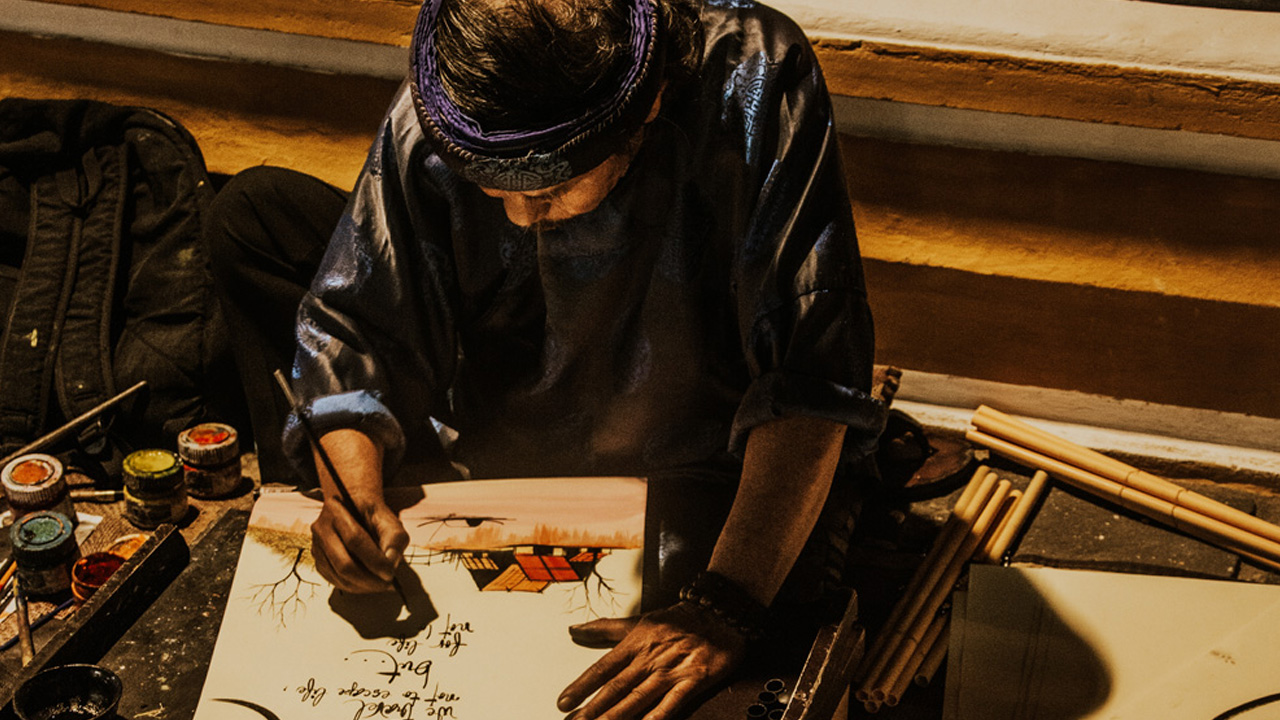 we travel
not to escape life,
but...
for life
not